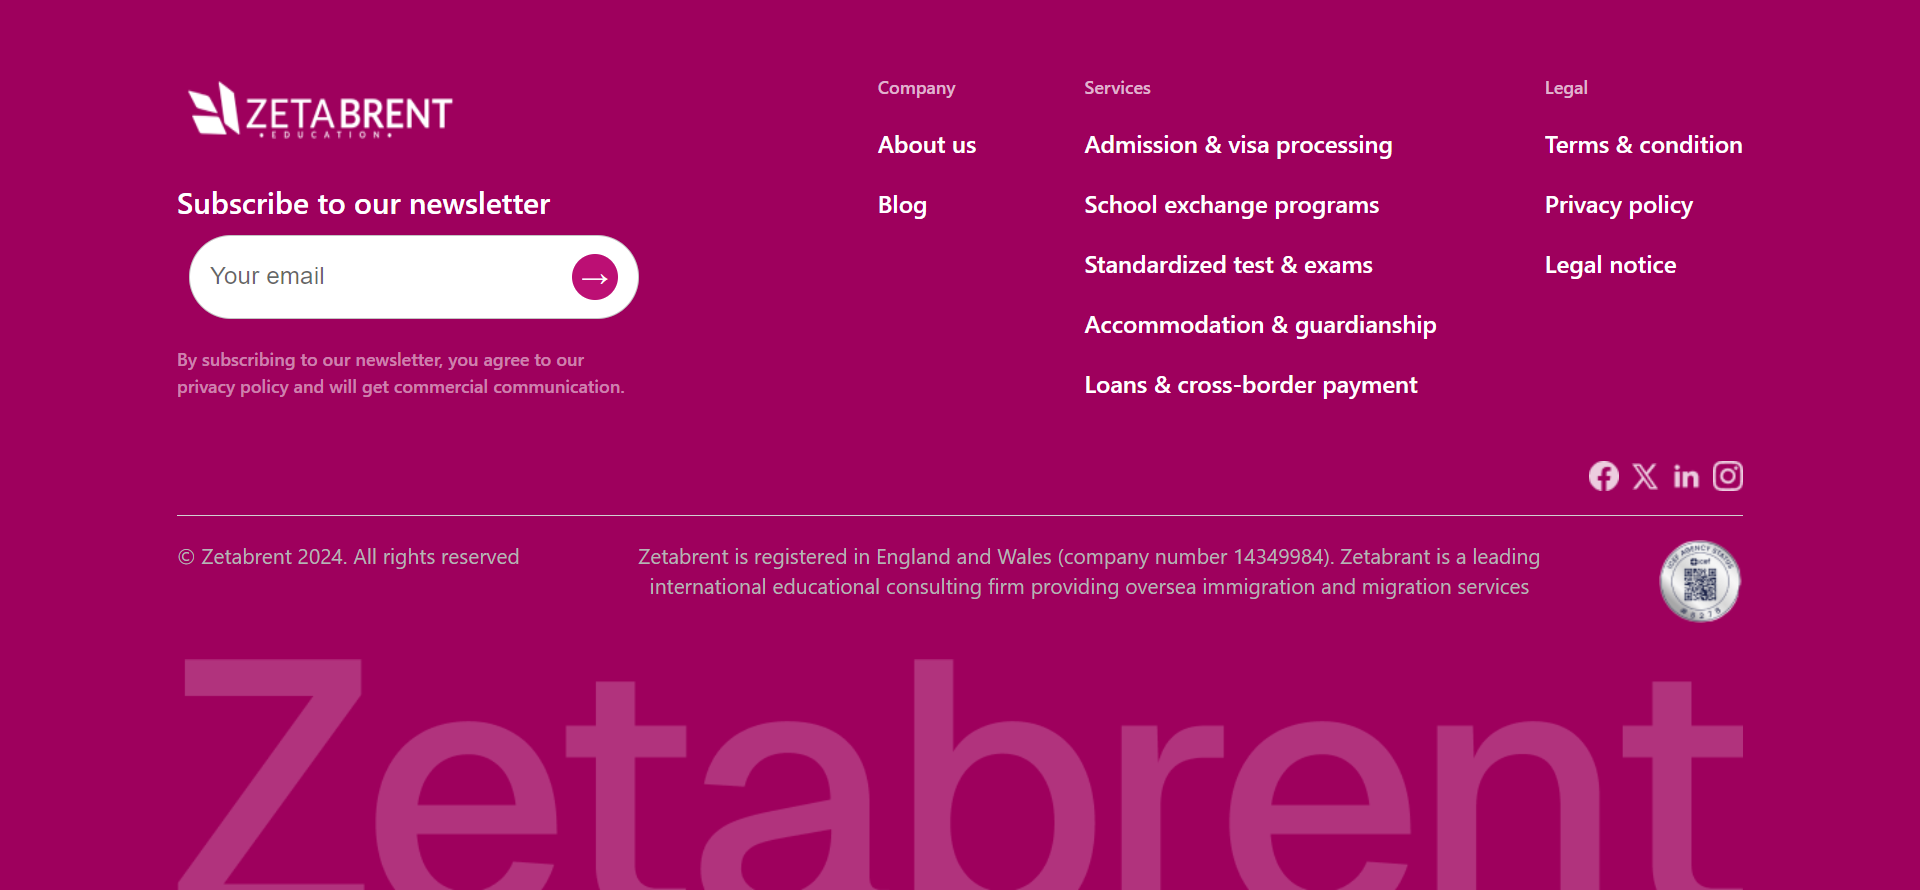 ZETABRENT
•EDUCATION•
Subscribe to our newsletter
Your email
→
By subscribing to our newsletter, you agree to our
privacy policy and will get commercial communication.
Company
About us
Blog
Services
Admission & visa processing
School exchange programs
Standardized test & exams
Accommodation & guardianship
Loans & cross-border payment
Legal
Terms & condition
Privacy policy
Legal notice
© Zetabrent 2024. All rights reserved
Zetabrent is registered in England and Wales (company number 14349984). Zetabrant is a leading
international educational consulting firm providing oversea immigration and migration services
ICEF AGENCY STATUS
icef
Zetabrent